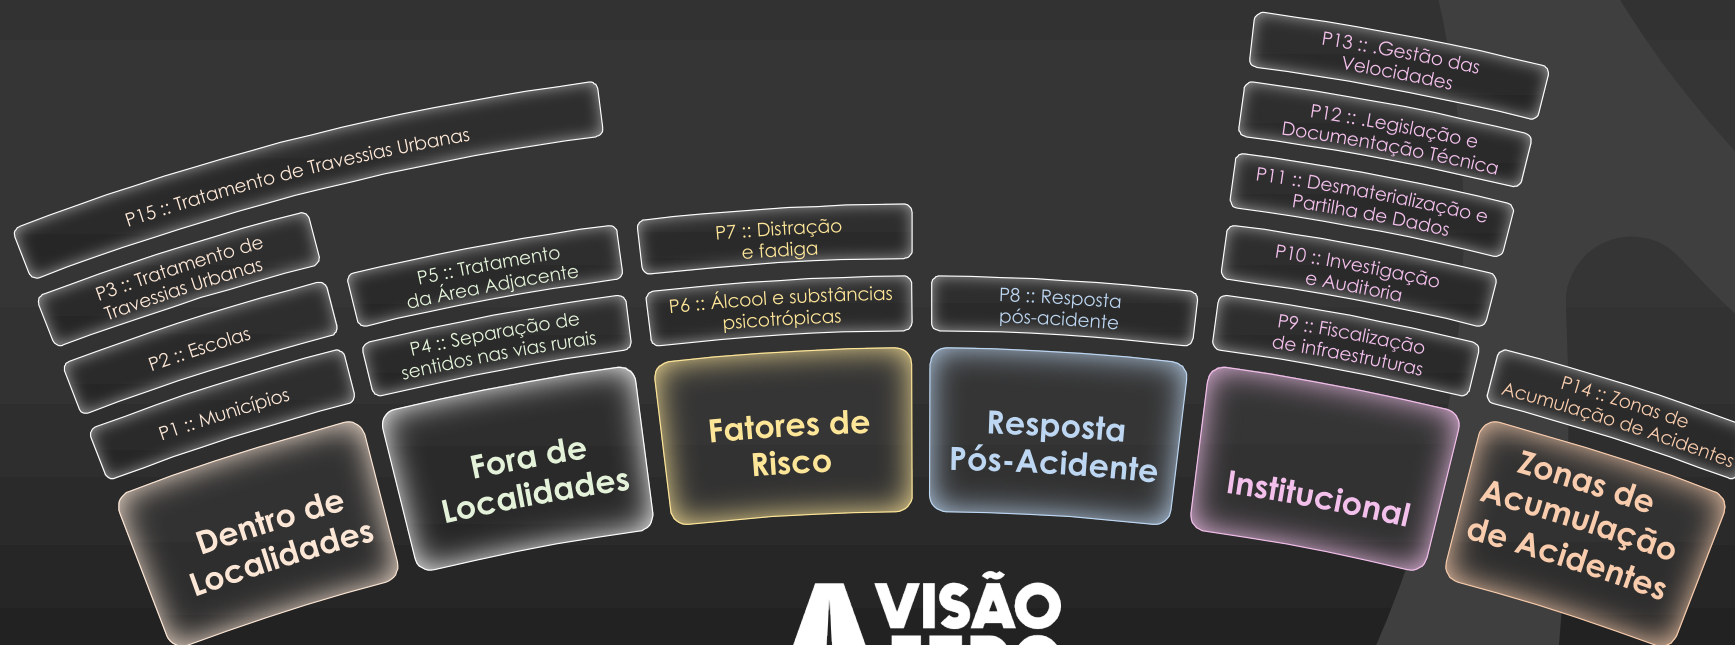 P15 :: Tratamento de Travessias Urbanas
P3 :: Tratamento de
Travessias Urbanas
P2 :: Escolas
P1 :: Municípios
Dentro de
Localidades
P5 :: Tratamento
da Área Adjacente
P4 :: Separação de
sentidos nas vias rurais
Fora de
Localidades
P7 :: Distração
e fadiga
P6 :: Álcool e substâncias
psicotrópicas
Fatores de
Risco
P8 :: Resposta
pós-acidente
Resposta
Pós-Acidente
P13 :: .Gestão das
Velocidades
P12 :: .Legislação e
Documentação Técnica
P11 :: Desmaterialização e
Partilha de Dados
P10 :: Investigação
e Auditoria
P9 :: Fiscalização
de infraestruturas
Institucional
P14 :: Zonas de
Acumulação de Acidentes
Zonas de
Acumulação
de Acidentes
VISÃO